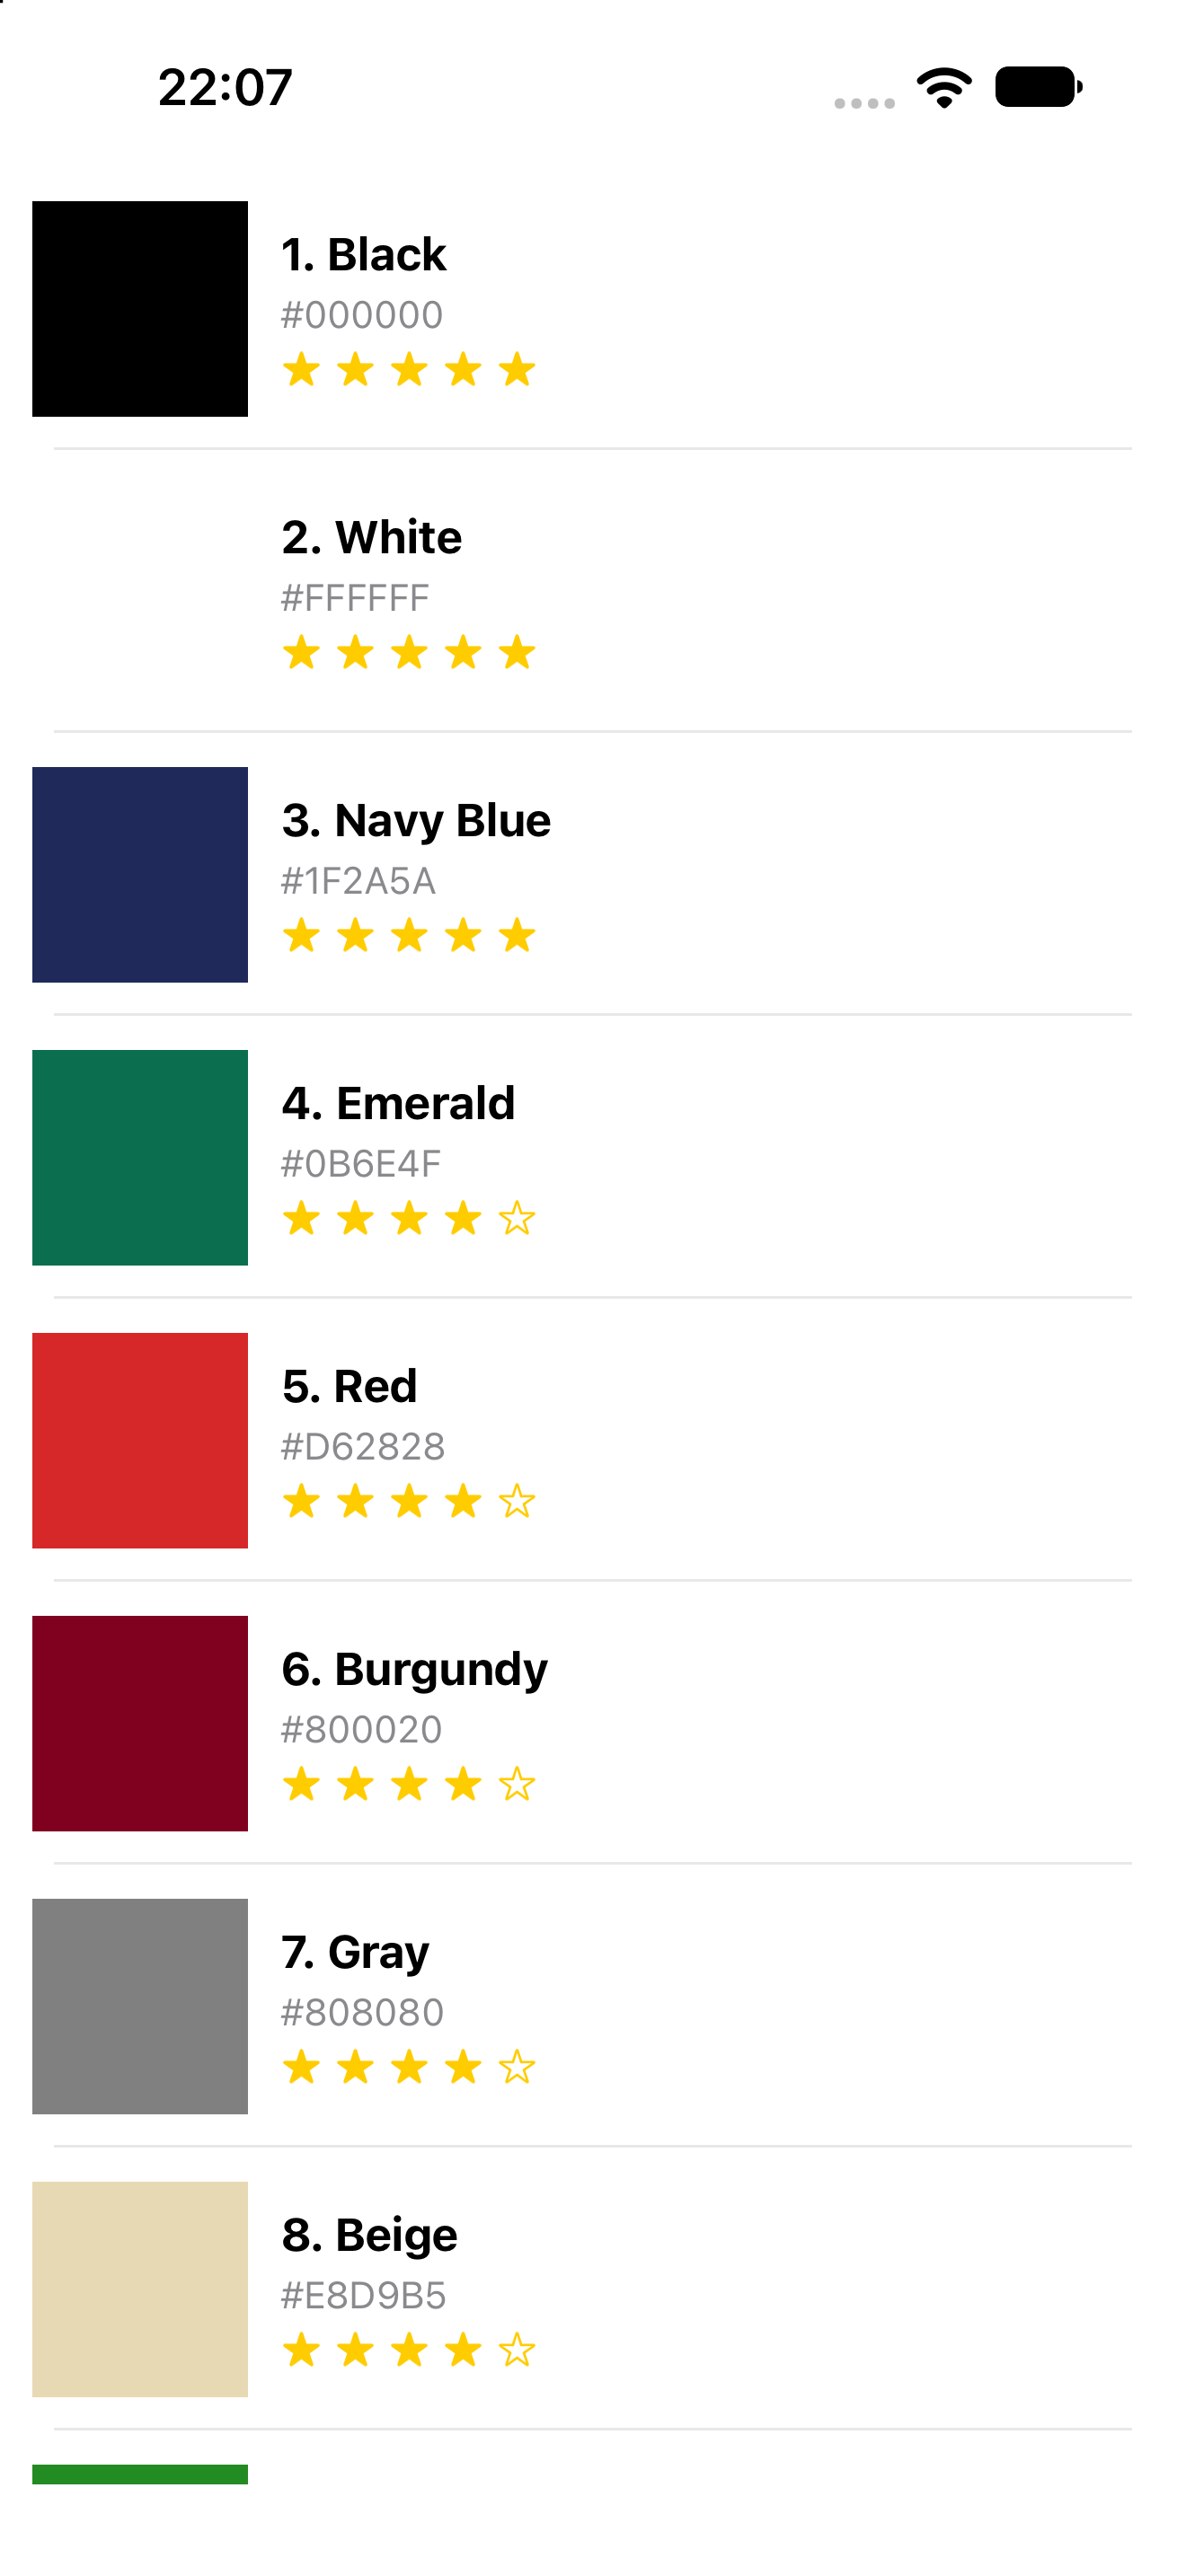 22:07
1. Black
#000000
2. White
#FFFFFF
3. Navy Blue
#1F2A5A
4. Emerald
#0B6E4F
5. Red
#D62828
6. Burgundy
#800020
7. Gray
#808080
8. Beige
#E8D9B5